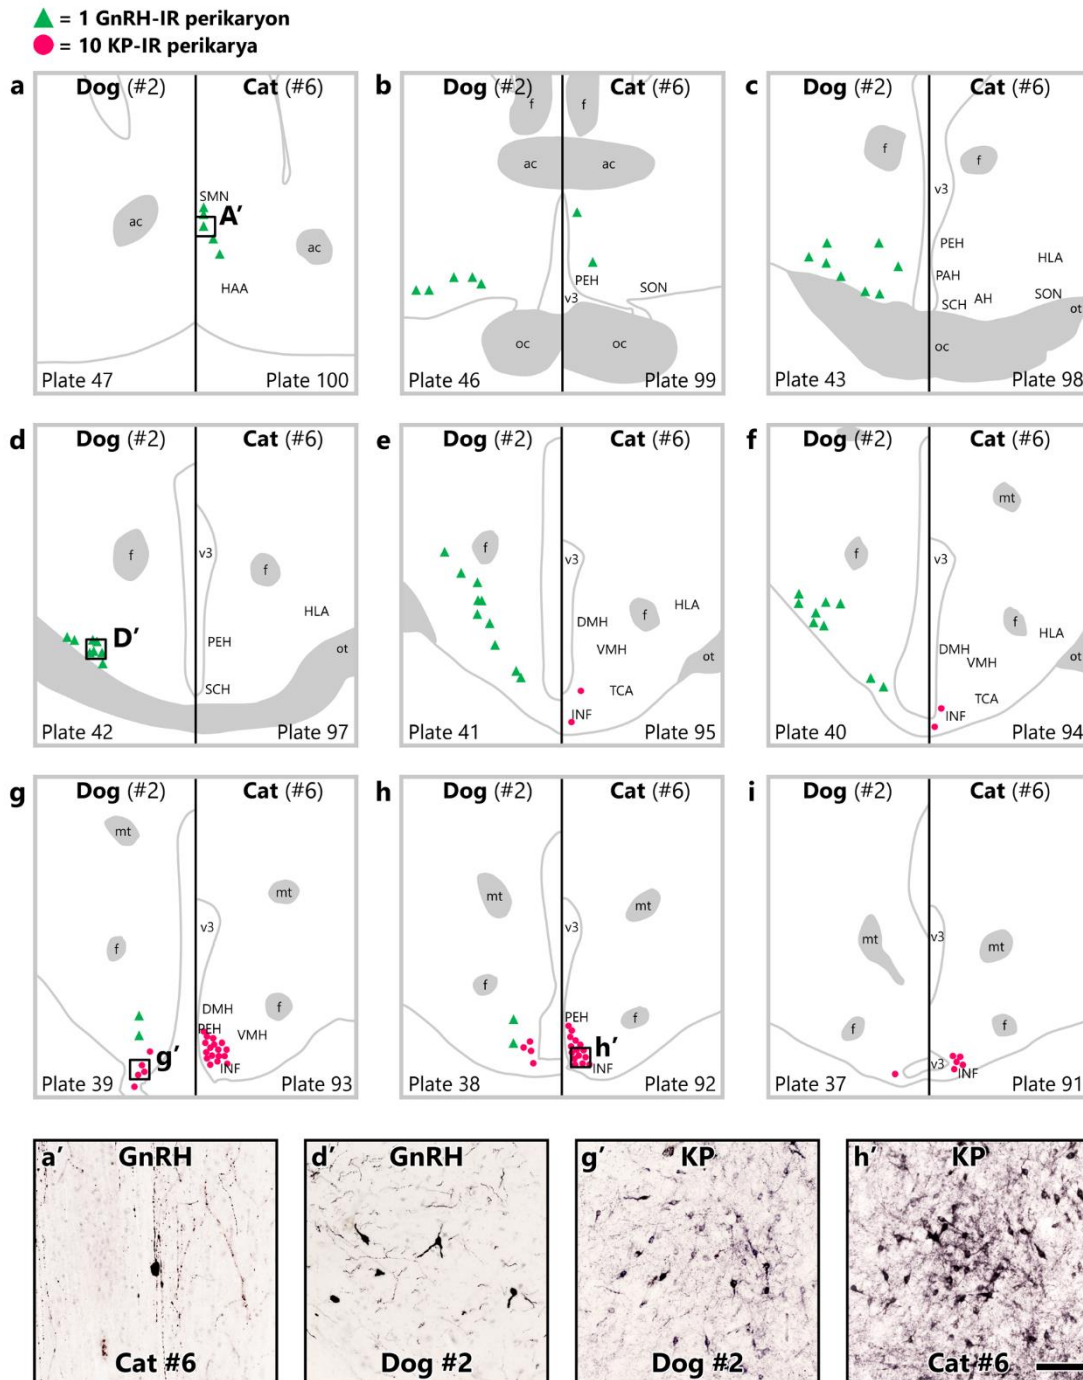 = 1 GnRH-IR perikaryon
= 10 KP-IR perikarya
a
Dog (#2)
Cat (#6)
SMN
A’
ac
ac
HAA
Plate 47
Plate 100
b
Dog (#2)
Cat (#6)
f
f
ac
ac
PEH
SON
v3
oc
oc
Plate 46
Plate 99
c
Dog (#2)
Cat (#6)
f
f
v3
PEH
HLA
PAH
SCH
AH
SON
ot
oc
Plate 43
Plate 98
d
Dog (#2)
Cat (#6)
v3
f
f
HLA
D’
PEH
ot
SCH
Plate 42
Plate 97
e
Dog (#2)
Cat (#6)
f
v3
HLA
f
DMH
VMH
ot
TCA
INF
Plate 41
Plate 95
f
Dog (#2)
Cat (#6)
mt
f
v3
f
HLA
DMH
VMH
ot
TCA
INF
Plate 40
Plate 94
g
Dog (#2)
Cat (#6)
mt
mt
v3
f
DMH
f
PEH
VMH
g’
INF
Plate 39
Plate 93
h
Dog (#2)
Cat (#6)
mt
mt
v3
f
PEH
f
h’
INF
Plate 38
Plate 92
i
Dog (#2)
Cat (#6)
mt
v3
mt
f
f
v3
INF
Plate 37
Plate 91
a’
GnRH
Cat #6
d’
GnRH
Dog #2
g’
KP
Dog #2
h’
KP
Cat #6